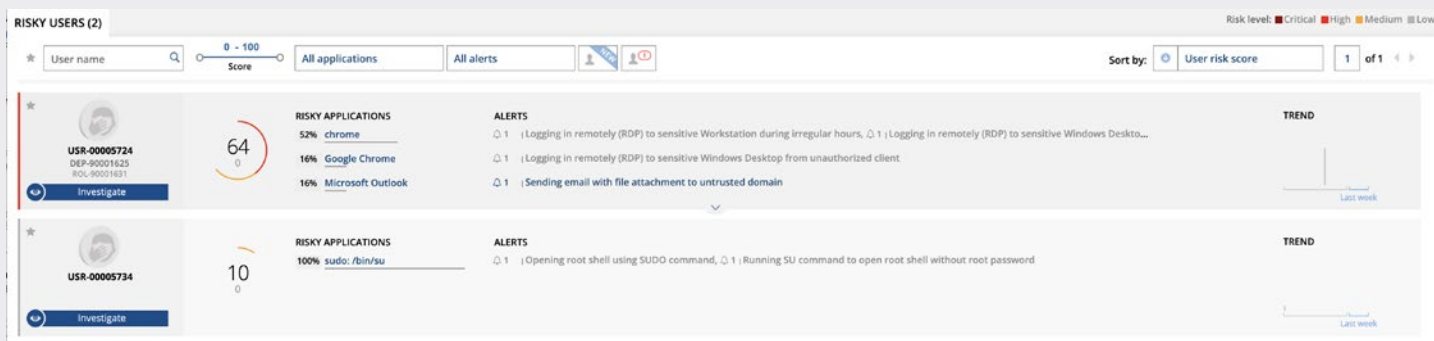 RISKY USERS (2)
Risk level: Critical High Medium Low
User name
0 - 100
Score
All applications
All alerts
NEW
Sort by:
User risk score
1 of 1
USR-00005724
DEP-90001625
ROL-90001631
Investigate
64
0
RISKY APPLICATIONS
52% chrome
16% Google Chrome
16% Microsoft Outlook
ALERTS
1 | Logging in remotely (RDP) to sensitive Workstation during irregular hours, 1 | Logging in remotely (RDP) to sensitive Windows Deskto...
1 | Logging in remotely (RDP) to sensitive Windows Desktop from unauthorized client
1 | Sending email with file attachment to untrusted domain
TREND
Last week
USR-00005734
Investigate
10
0
RISKY APPLICATIONS
100% sudo: /bin/su
ALERTS
1 | Opening root shell using SUDO command, 1 | Running SU command to open root shell without root password
TREND
Last week